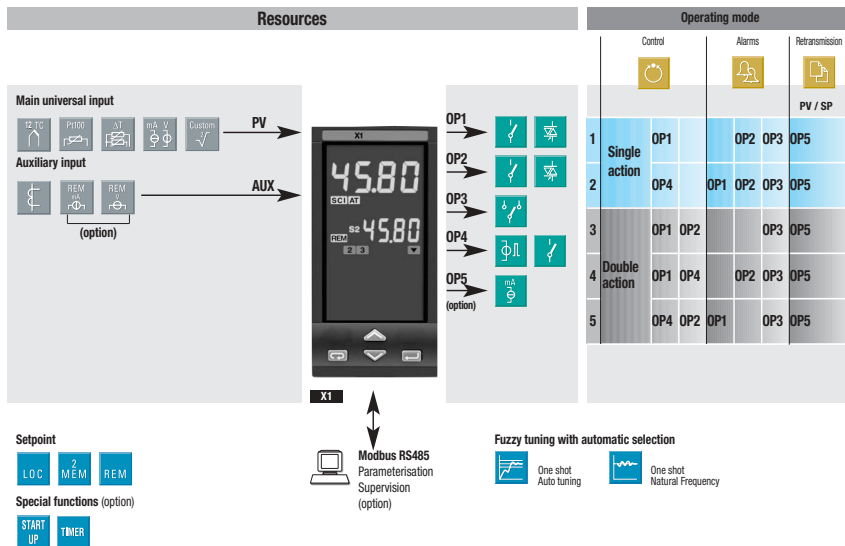 Resources
Operating mode
Control
Alarms
Retransmission
PV / SP
Main universal input
12 TC
Pt100
ΔT
mA V
Custom
√
PV
Auxiliary input
REM
mA
REM
V
AUX
(option)
X1
45.80
SCI AT
S2 45.80
REM
2 3
OP1
OP2
OP3
OP4
OP5
(option)
mA
1 Single action OP1 OP2 OP3 OP5
2 OP4 OP1 OP2 OP3 OP5
3 Double action OP1 OP2 OP3 OP5
4 OP1 OP4 OP2 OP3 OP5
5 OP4 OP2 OP1 OP3 OP5
X1
Modbus RS485
Parameterisation
Supervision
(option)
Setpoint
LOC
2
MEM
REM
Special functions (option)
START
UP
TIMER
Fuzzy tuning with automatic selection
One shot
Auto tuning
One shot
Natural Frequency